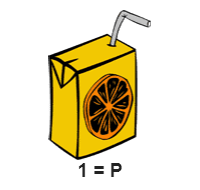 1 = P